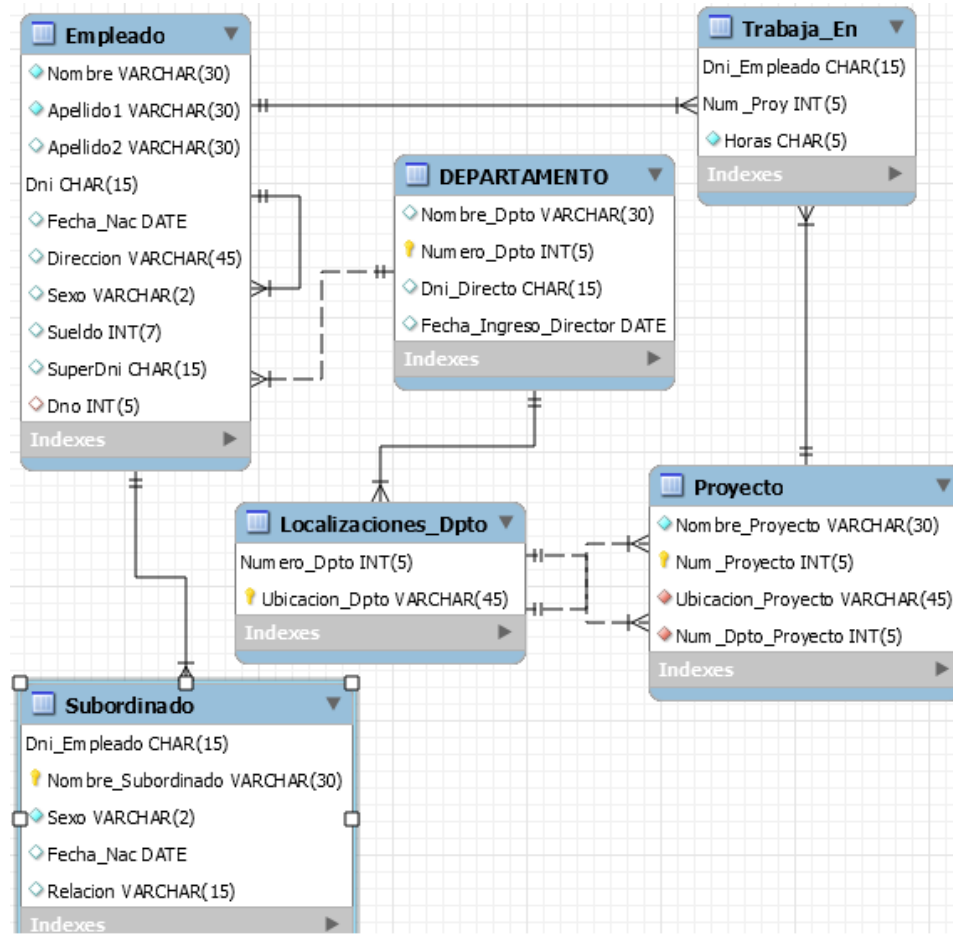 Empleado
Nombre VARCHAR(30)
Apellido1 VARCHAR(30)
Apellido2 VARCHAR(30)
Dni CHAR(15)
Fecha_Nac DATE
Direccion VARCHAR(45)
Sexo VARCHAR(2)
Sueldo INT(7)
SuperDni CHAR(15)
Dno INT(5)
Indexes
Trabaja_En
Dni_Empleado CHAR(15)
Num_Proy INT(5)
Horas CHAR(5)
Indexes
DEPARTAMENTO
Nombre_Dpto VARCHAR(30)
Numero_Dpto INT(5)
Dni_Directo CHAR(15)
Fecha_Ingreso_Director DATE
Indexes
Localizaciones_Dpto
Numero_Dpto INT(5)
Ubicacion_Dpto VARCHAR(45)
Indexes
Proyecto
Nombre_Proyecto VARCHAR(30)
Num_Proyecto INT(5)
Ubicacion_Proyecto VARCHAR(45)
Num_Dpto_Proyecto INT(5)
Indexes
Subordinado
Dni_Empleado CHAR(15)
Nombre_Subordinado VARCHAR(30)
Sexo VARCHAR(2)
Fecha_Nac DATE
Relacion VARCHAR(15)
Indexes